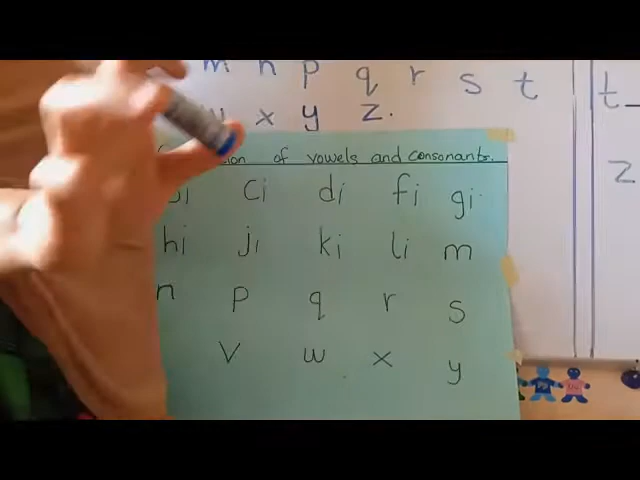 m n p q r s t t
x y z. z
of vowels and consonants.
ci di fi gi
hi ji ki li m
n p q r s
v w x y